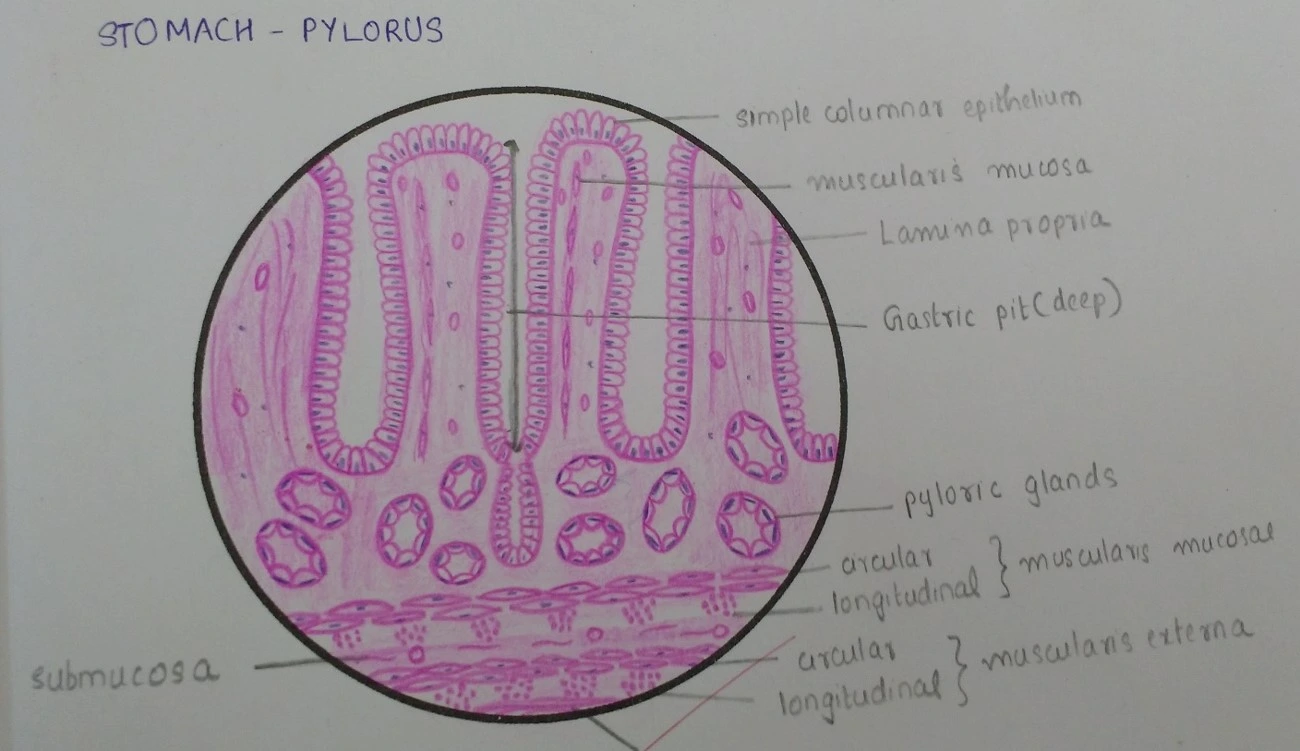 STOMACH - PYLORUS
simple columnar epithelium
muscularis mucosa
Lamina propria
Gastric pit (deep)
pyloric glands
circular
longitudinal } muscularis mucosae
circular
longitudinal } muscularis externa
submucosa